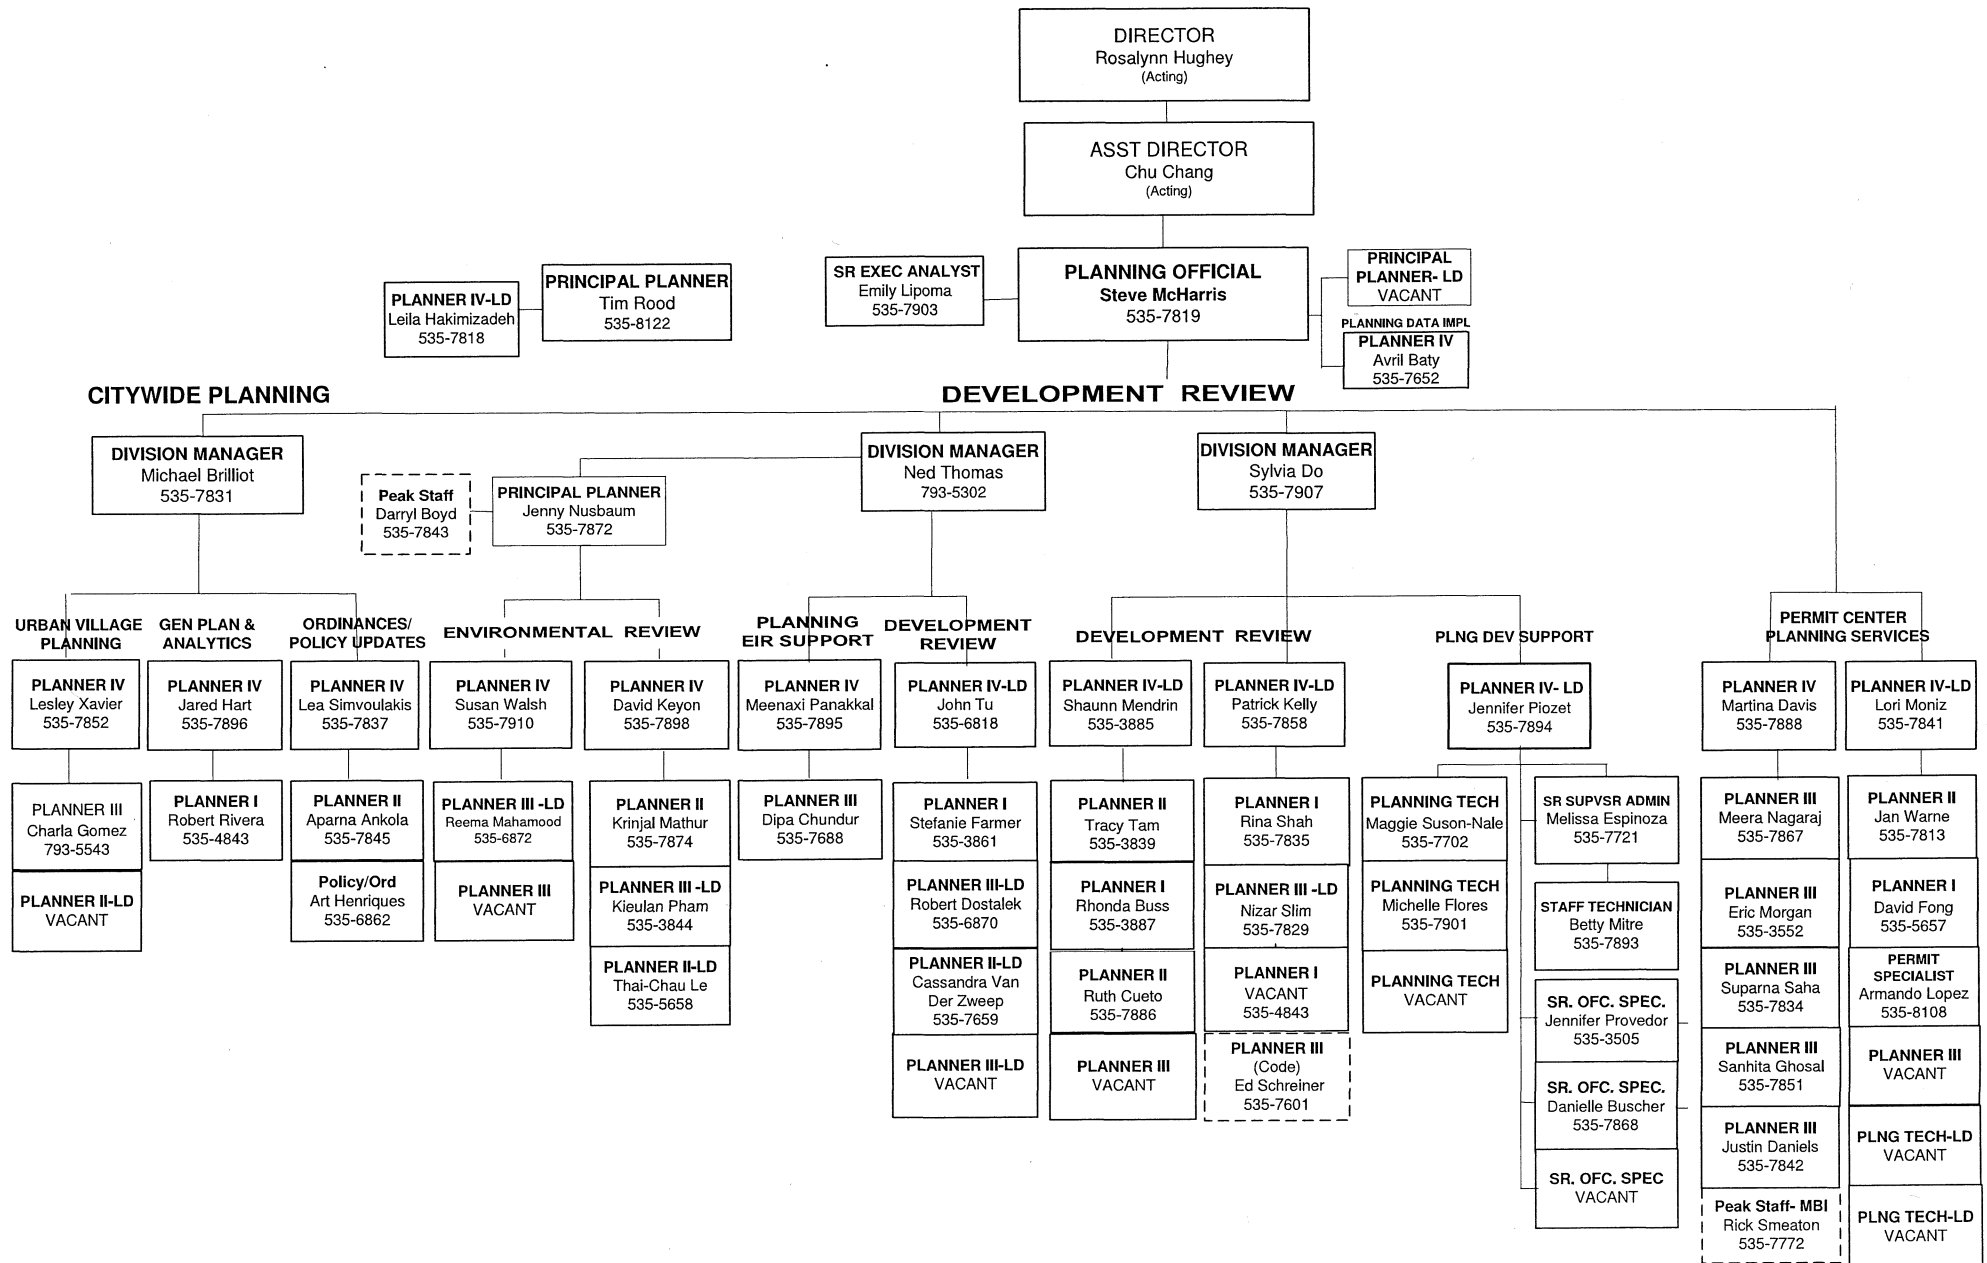 DIRECTOR
Rosalynn Hughey
(Acting)
ASST DIRECTOR
Chu Chang
(Acting)
PLANNING OFFICIAL
Steve McHarris
535-7819
SR EXEC ANALYST
Emily Lipoma
535-7903
PRINCIPAL
PLANNER- LD
VACANT
PLANNING DATA IMPL
PLANNER IV
Avril Baty
535-7652
PRINCIPAL PLANNER
Tim Rood
535-8122
PLANNER IV-LD
Leila Hakimizadeh
535-7818
CITYWIDE PLANNING
DEVELOPMENT REVIEW
DIVISION MANAGER
Michael Brilliot
535-7831
Peak Staff
Darryl Boyd
535-7843
PRINCIPAL PLANNER
Jenny Nusbaum
535-7872
DIVISION MANAGER
Ned Thomas
793-5302
DIVISION MANAGER
Sylvia Do
535-7907
URBAN VILLAGE
PLANNING
GEN PLAN &
ANALYTICS
ORDINANCES/
POLICY UPDATES
ENVIRONMENTAL REVIEW
PLANNING
EIR SUPPORT
DEVELOPMENT
REVIEW
DEVELOPMENT REVIEW
PLNG DEV SUPPORT
PERMIT CENTER
PLANNING SERVICES
PLANNER IV
Lesley Xavier
535-7852
PLANNER III
Charla Gomez
793-5543
PLANNER II-LD
VACANT
PLANNER IV
Jared Hart
535-7896
PLANNER I
Robert Rivera
535-4843
PLANNER IV
Lea Simvoulakis
535-7837
PLANNER II
Aparna Ankola
535-7845
Policy/Ord
Art Henriques
535-6862
PLANNER IV
Susan Walsh
535-7910
PLANNER III -LD
Reema Mahamood
535-6872
PLANNER III
VACANT
PLANNER IV
David Keyon
535-7898
PLANNER II
Krinjal Mathur
535-7874
PLANNER III -LD
Kieulan Pham
535-3844
PLANNER II-LD
Thai-Chau Le
535-5658
PLANNER IV
Meenaxi Panakkal
535-7895
PLANNER III
Dipa Chundur
535-7688
PLANNER IV-LD
John Tu
535-6818
PLANNER I
Stefanie Farmer
535-3861
PLANNER III-LD
Robert Dostalek
535-6870
PLANNER II-LD
Cassandra Van
Der Zweep
535-7659
PLANNER III-LD
VACANT
PLANNER IV-LD
Shaunn Mendrin
535-3885
PLANNER II
Tracy Tam
535-3839
PLANNER I
Rhonda Buss
535-3887
PLANNER II
Ruth Cueto
535-7886
PLANNER III
VACANT
PLANNER IV-LD
Patrick Kelly
535-7858
PLANNER I
Rina Shah
535-7835
PLANNER III -LD
Nizar Slim
535-7829
PLANNER I
VACANT
535-4843
PLANNER III
(Code)
Ed Schreiner
535-7601
PLANNER IV- LD
Jennifer Piozet
535-7894
PLANNING TECH
Maggie Suson-Nale
535-7702
PLANNING TECH
Michelle Flores
535-7901
PLANNING TECH
VACANT
SR SUPVSR ADMIN
Melissa Espinoza
535-7721
STAFF TECHNICIAN
Betty Mitre
535-7893
SR. OFC. SPEC.
Jennifer Provedor
535-3505
SR. OFC. SPEC.
Danielle Buscher
535-7868
SR. OFC. SPEC
VACANT
PLANNER IV
Martina Davis
535-7888
PLANNER III
Meera Nagaraj
535-7867
PLANNER III
Eric Morgan
535-3552
PLANNER III
Suparna Saha
535-7834
PLANNER III
Sanhita Ghosal
535-7851
PLANNER III
Justin Daniels
535-7842
Peak Staff- MBI
Rick Smeaton
535-7772
PLANNER IV-LD
Lori Moniz
535-7841
PLANNER II
Jan Warne
535-7813
PLANNER I
David Fong
535-5657
PERMIT
SPECIALIST
Armando Lopez
535-8108
PLANNER III
VACANT
PLNG TECH-LD
VACANT
PLNG TECH-LD
VACANT